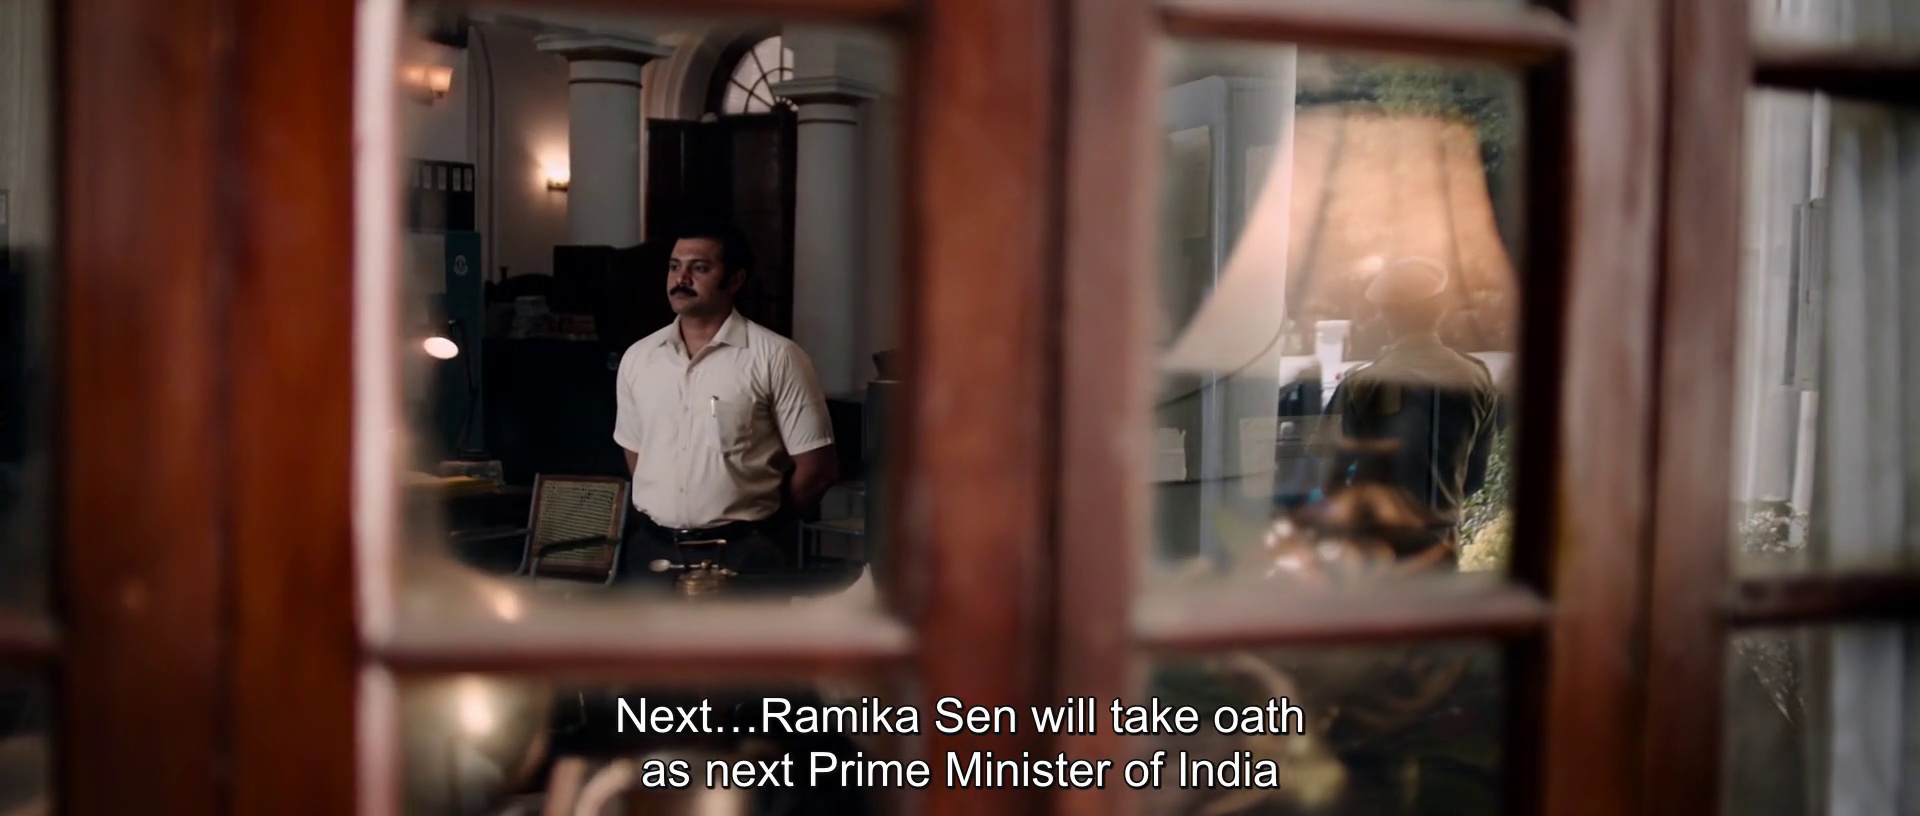 Next…Ramika Sen will take oath
as next Prime Minister of India